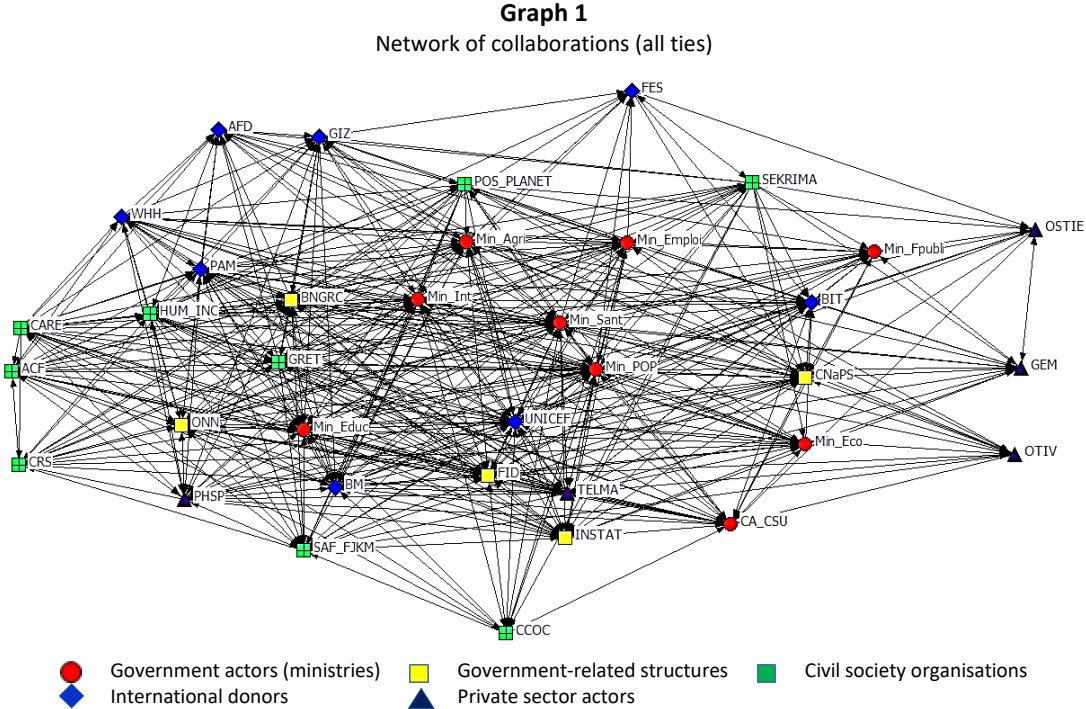 Graph 1
Network of collaborations (all ties)
FES
AFD
GIZ
POS_PLANET
SEKRIMA
WHH
OSTIE
Min_Agri
Min_Emploi
Min_Fpubli
PAM
BNGRC
Min_Int
BIT
HUM_INC
Min_Sant
CARE
GRET
Min_POP
CNaPS
GEM
ACF
ONN
Min_Educ
UNICEF
Min_Eco
OTIV
CRS
FID
BM
TELMA
PHSP
CA_CSU
INSTAT
SAF_FJKM
CCOC
Government actors (ministries) Government-related structures Civil society organisations
International donors Private sector actors